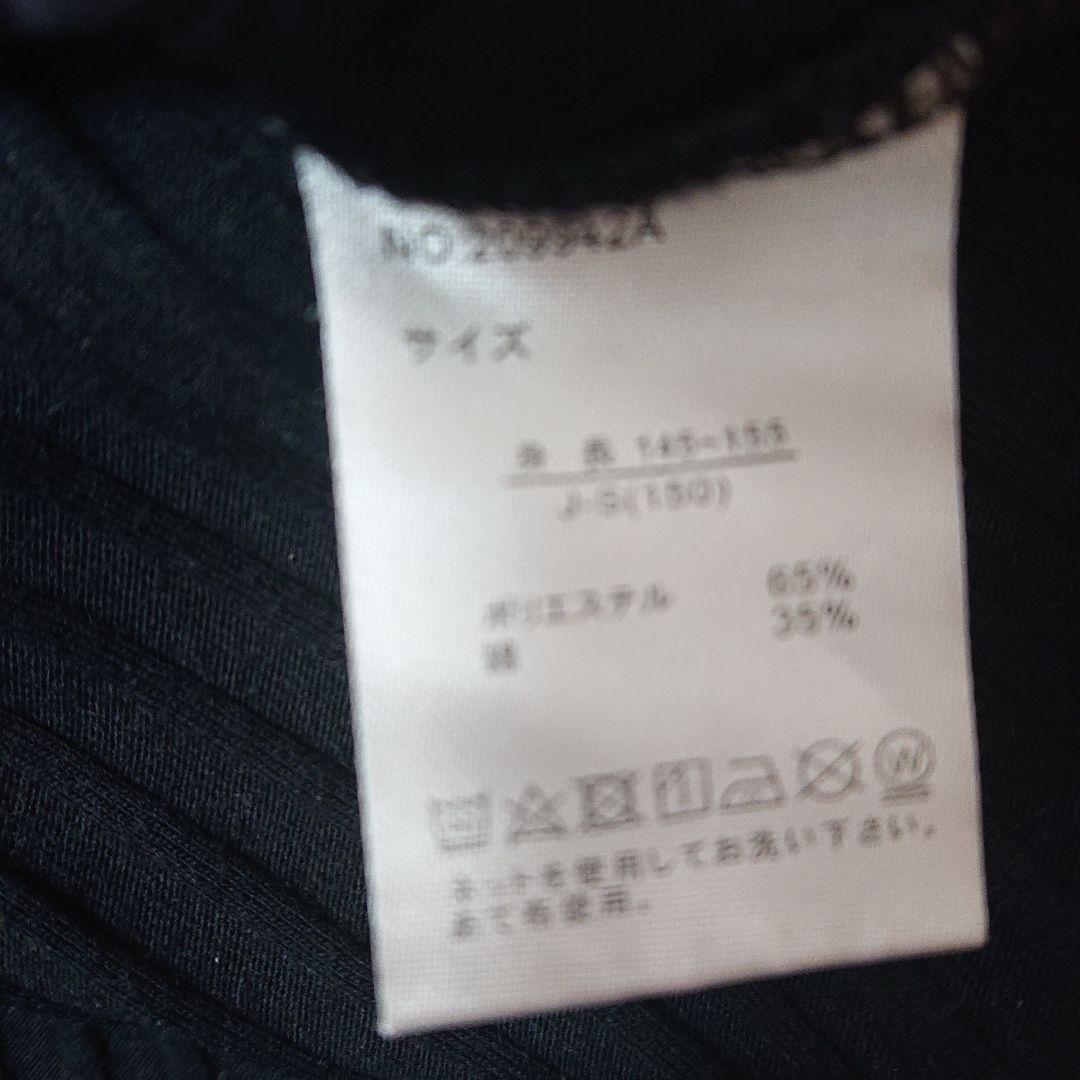 NO.209942A
サイズ
身 長 145-155
J-S(150)
ポリエステル 65%
綿 35%
ネットを使用してお洗い下さい。
あて布使用。